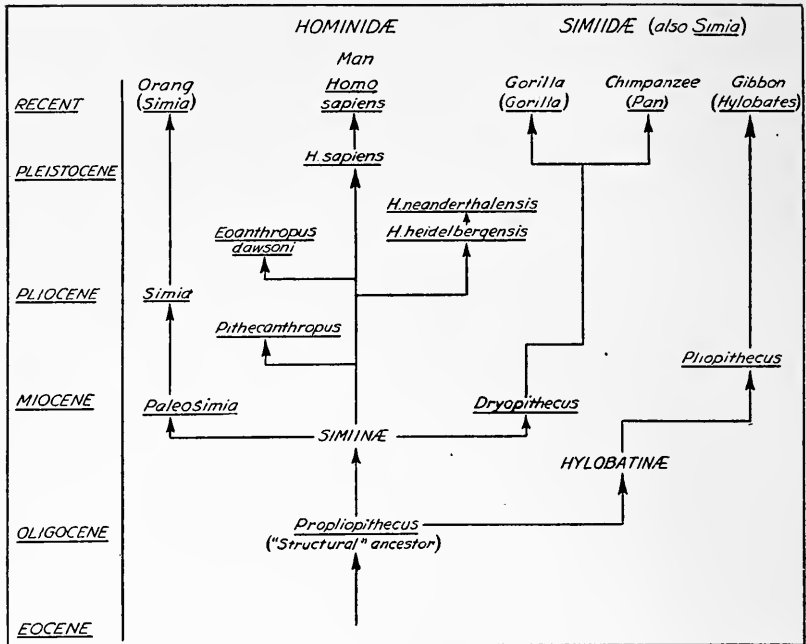 HOMINIDÆ
SIMIIDÆ (also Simia)
Man
Orang
(Simia)
Homo
sapiens
Gorilla
(Gorilla)
Chimpanzee
(Pan)
Gibbon
(Hylobates)
RECENT
H. sapiens
PLEISTOCENE
H. neanderthalensis
H. heidelbergensis
Eoanthropus
dawsoni
PLIOCENE
Simia
Pithecanthropus
Pliopithecus
MIOCENE
Paleosimia
Dryopithecus
SIMIINÆ
HYLOBATINÆ
OLIGOCENE
Propliopithecus
("Structural" ancestor)
EOCENE